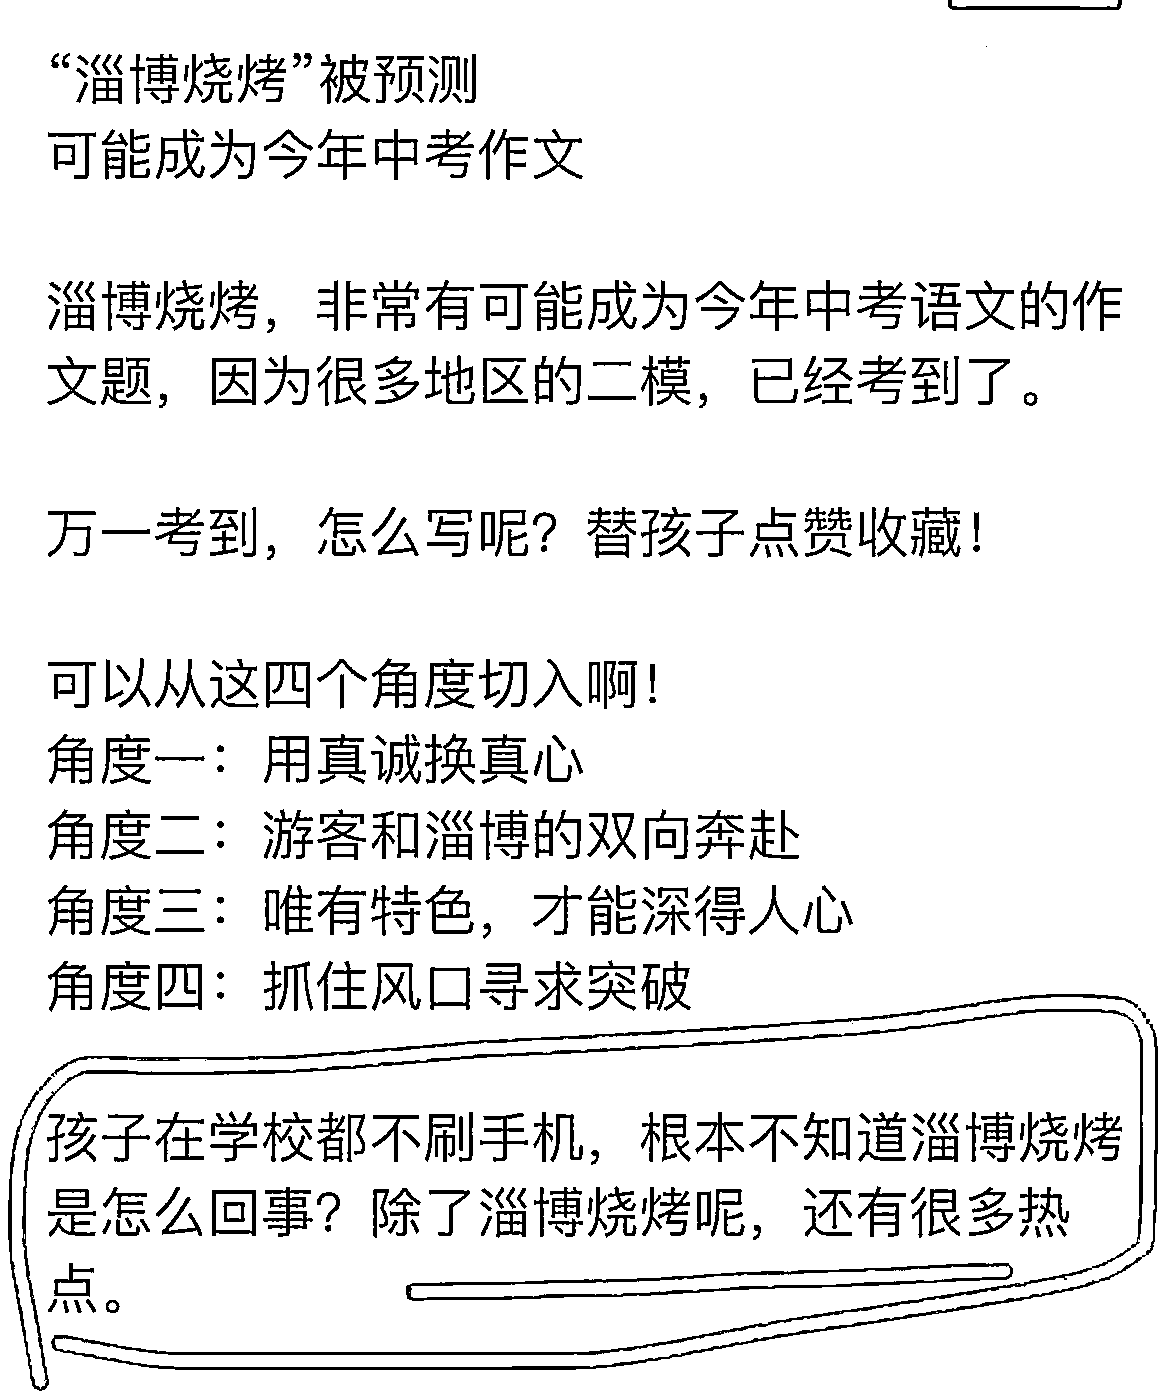 “淄博烧烤”被预测
可能成为今年中考作文
淄博烧烤，非常有可能成为今年中考语文的作
文题，因为很多地区的二模，已经考到了。
万一考到，怎么写呢？替孩子点赞收藏！
可以从这四个角度切入啊！
角度一：用真诚换真心
角度二：游客和淄博的双向奔赴
角度三：唯有特色，才能深得人心
角度四：抓住风口寻求突破
孩子在学校都不刷手机，根本不知道淄博烧烤
是怎么回事？除了淄博烧烤呢，还有很多热
点。